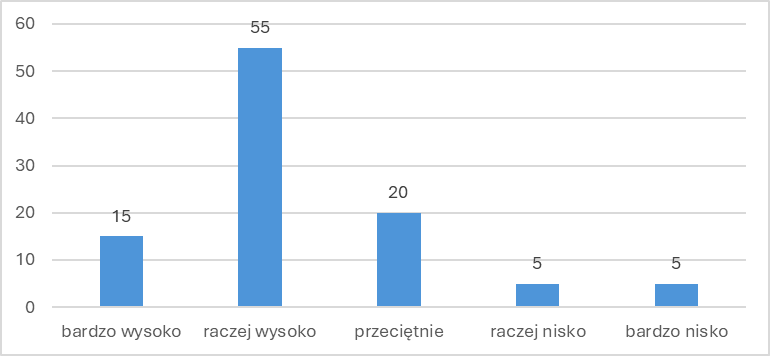 60
50
40
30
20
10
0
15
55
20
5
5
bardzo wysoko
raczej wysoko
przeciętnie
raczej nisko
bardzo nisko